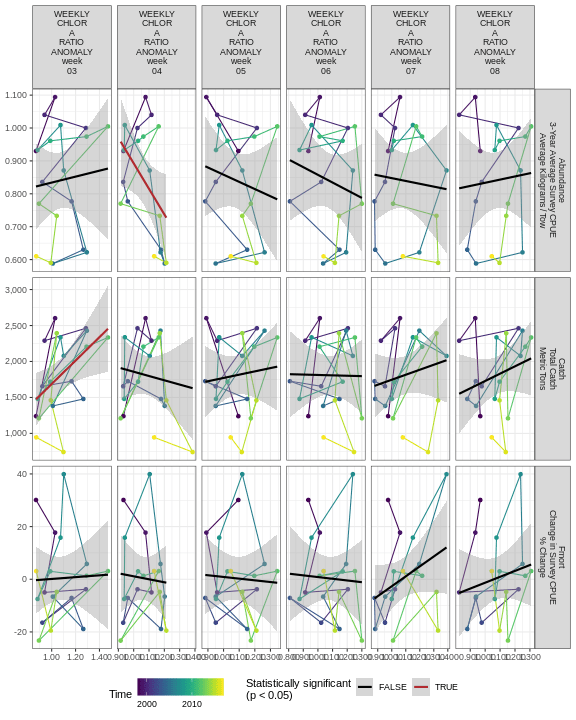 WEEKLY
CHLOR
A
RATIO
ANOMALY
week
03
WEEKLY
CHLOR
A
RATIO
ANOMALY
week
04
WEEKLY
CHLOR
A
RATIO
ANOMALY
week
05
WEEKLY
CHLOR
A
RATIO
ANOMALY
week
06
WEEKLY
CHLOR
A
RATIO
ANOMALY
week
07
WEEKLY
CHLOR
A
RATIO
ANOMALY
week
08
1.100
1.000
0.900
0.800
0.700
0.600
Abundance
3-Year Average Survey CPUE
Average Kilograms / Tow
3,000
2,500
2,000
1,500
1,000
Catch
Total Catch
Metric Tons
40
20
0
-20
Fmort
Change in Survey CPUE
% Change
1.00 1.20 1.40
Time
2000 2010
Statistically significant
(p < 0.05)
FALSE
TRUE